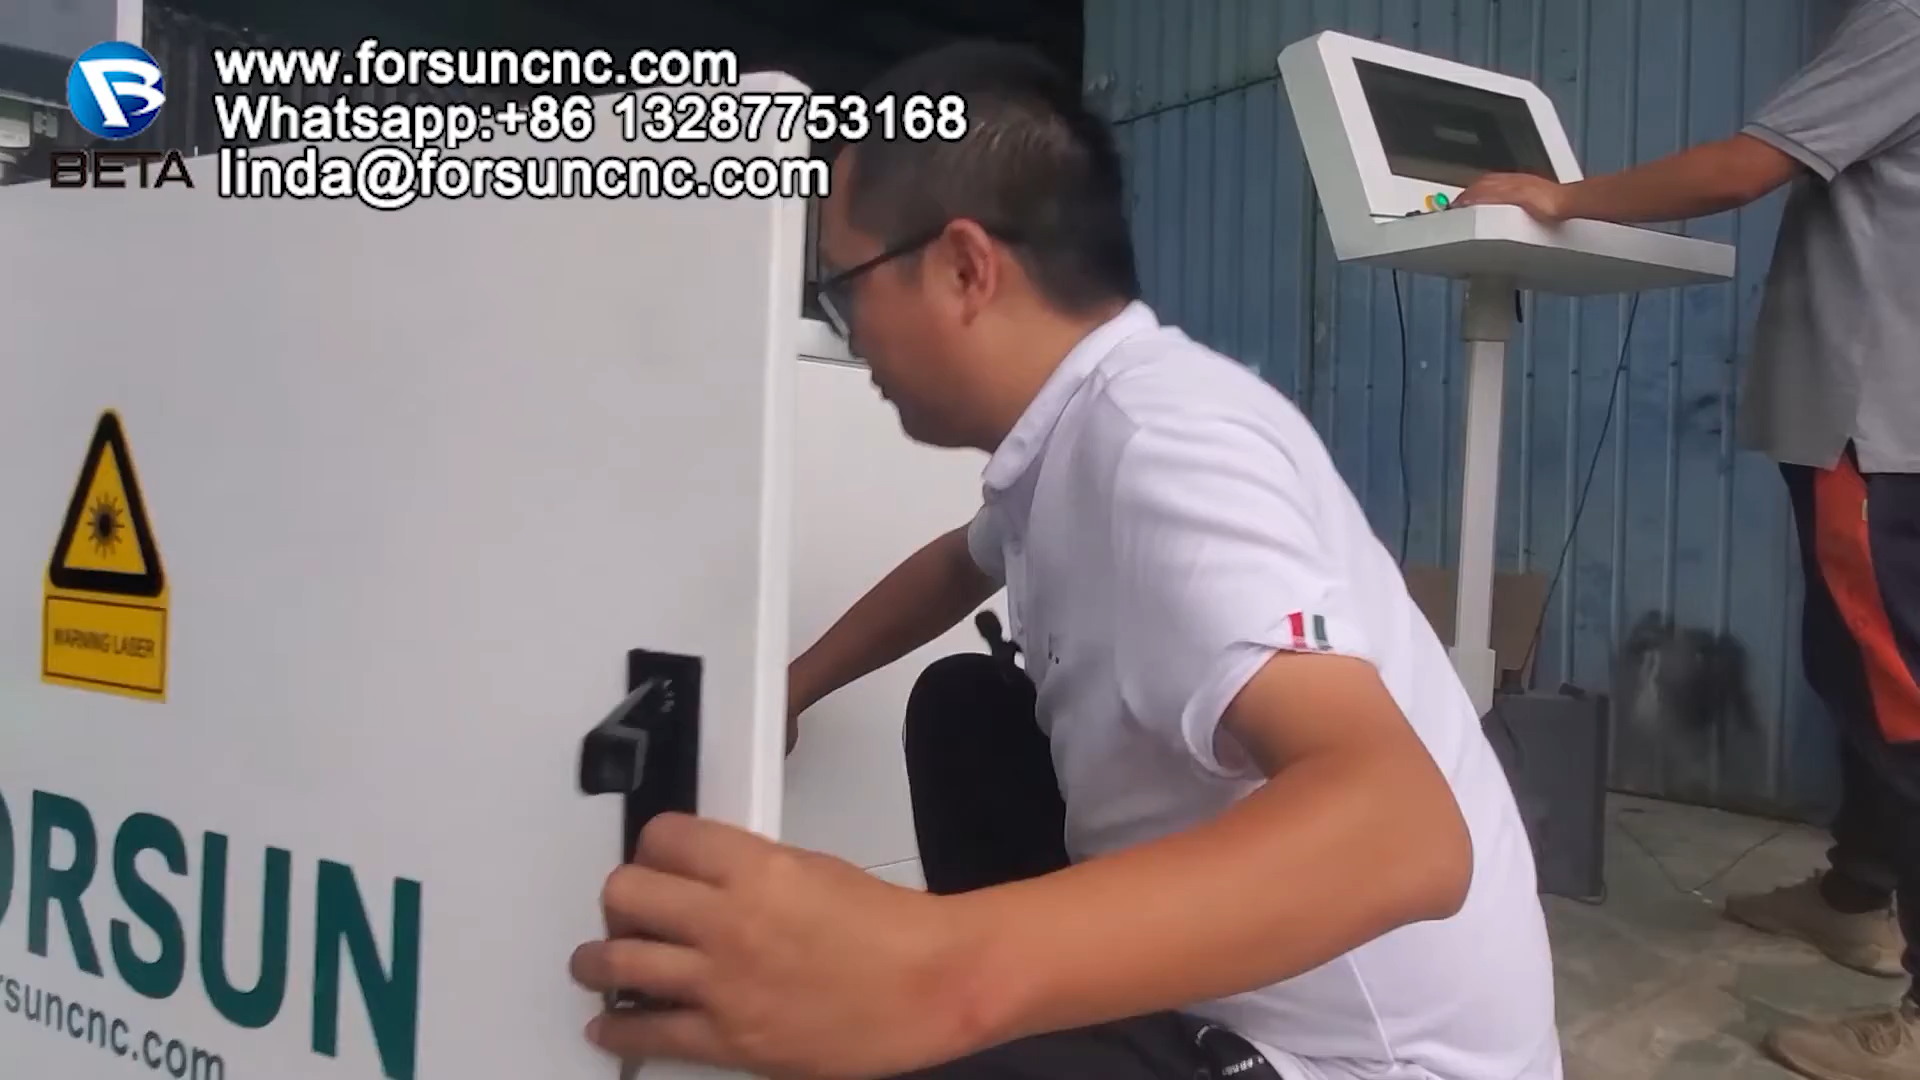 www.forsuncnc.com
Whatsapp:+86 13287753168
linda@forsuncnc.com
BETA
WARNING LASER
ORSUN
rsuncnc.com